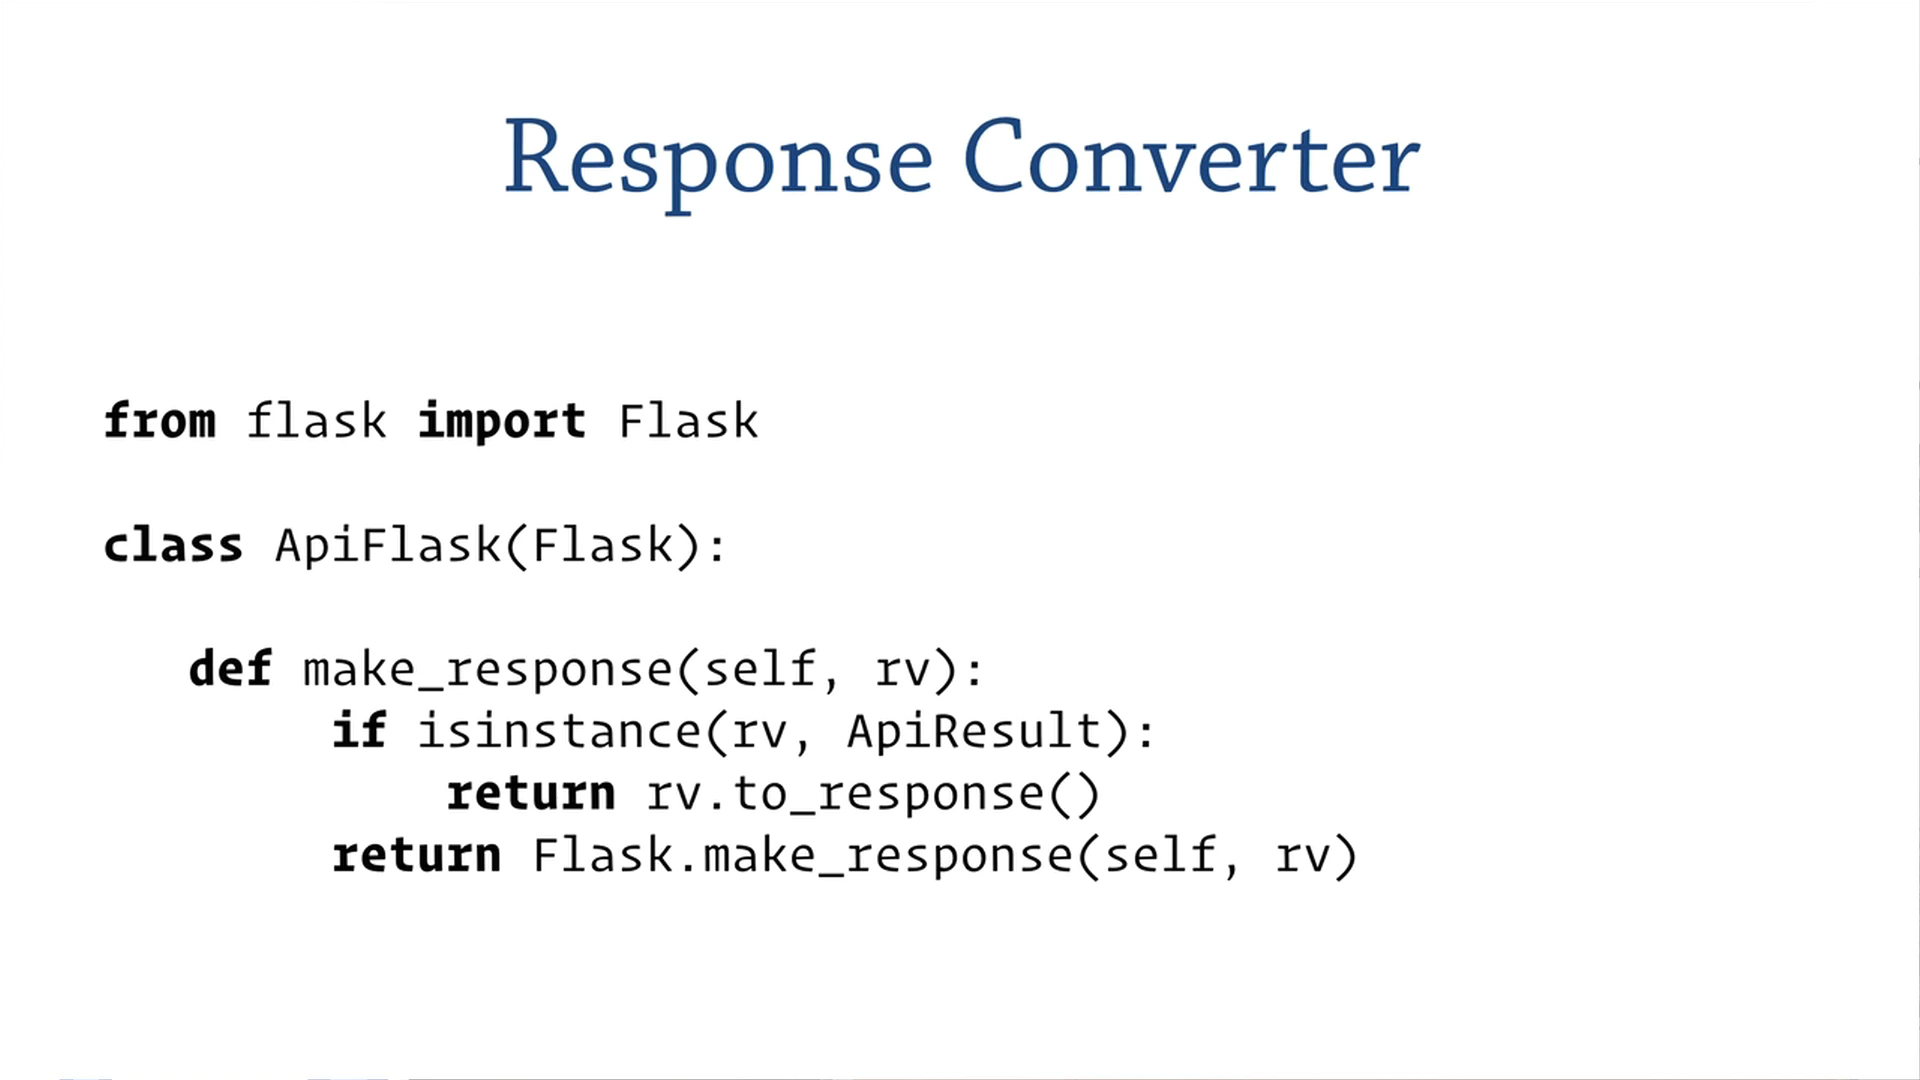 Response Converter
from flask import Flask
class ApiFlask(Flask):
def make_response(self, rv):
if isinstance(rv, ApiResult):
return rv.to_response()
return Flask.make_response(self, rv)